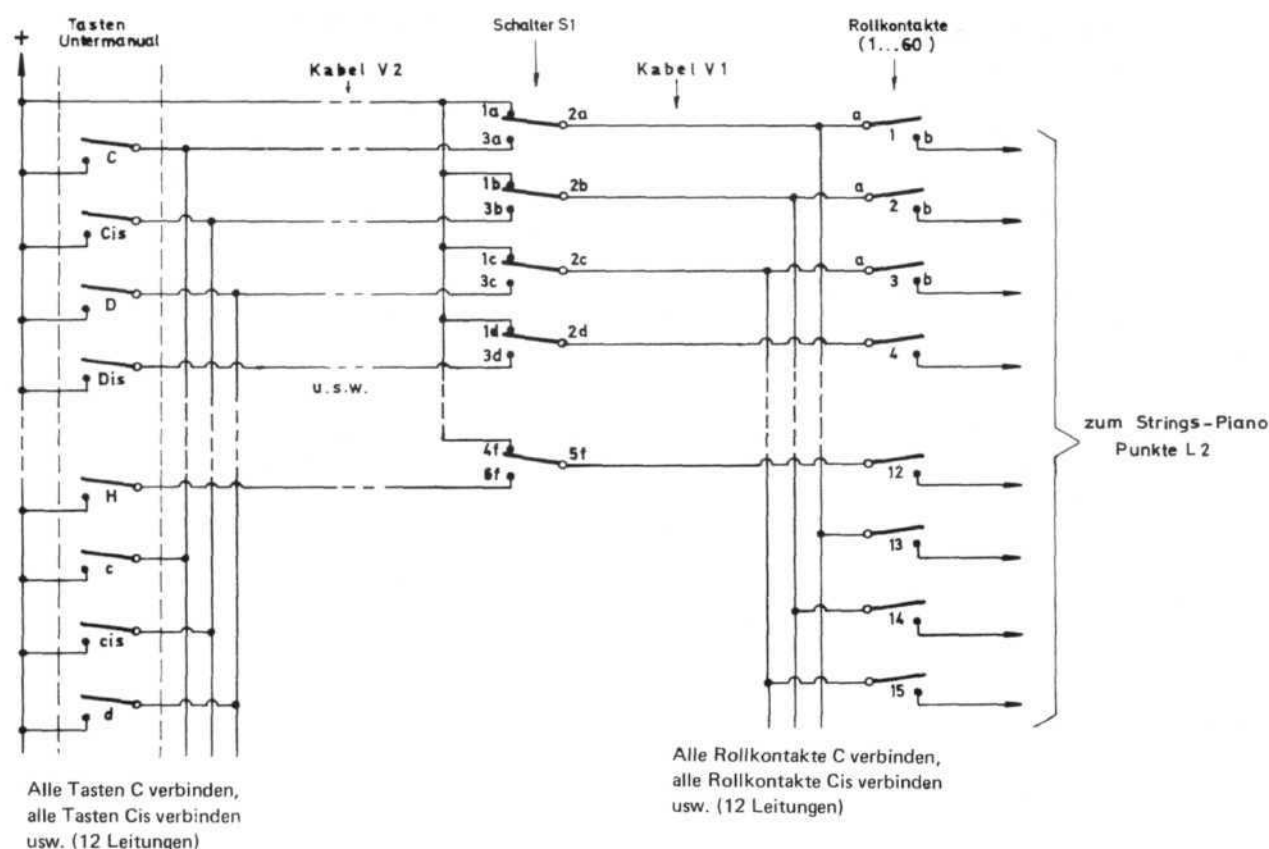 Tasten
Untermanual
+
Kabel V2
Schalter S1
Kabel V1
Rollkontakte
(1...60)
1a
2a
a
1
b
3a
C
1b
2b
a
2
b
3b
Cis
1c
2c
a
3
b
3c
D
1d
2d
4
3d
Dis
u.s.w.
zum Strings-Piano
Punkte L2
4f
5f
12
6f
H
13
c
14
cis
15
d
Alle Tasten C verbinden,
alle Tasten Cis verbinden
usw. (12 Leitungen)
Alle Rollkontakte C verbinden,
alle Rollkontakte Cis verbinden
usw. (12 Leitungen)